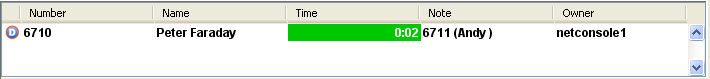 Number Name Time Note Owner
D 6710 Peter Faraday 0:02 6711 (Andy ) netconsole1